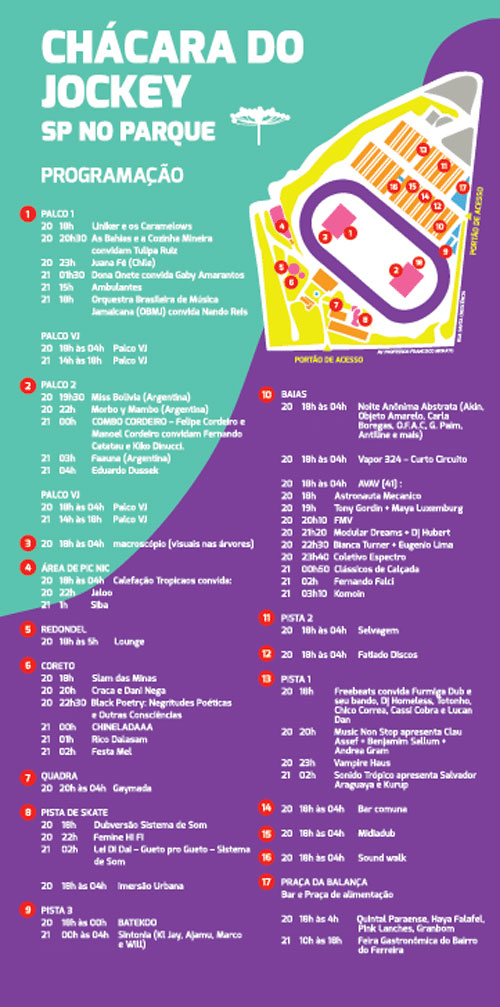 CHÁCARA DO
JOCKEY
SP NO PARQUE
PROGRAMAÇÃO
1 PALCO 1
20 18h Liniker e os Caramelows
20 20h30 As Bahias e a Cozinha Mineira
convidam Tulipa Ruiz
20 23h Juana Fé (Chile)
21 01h30 Dona Onete convida Gaby Amarantos
21 15h Ambulantes
21 18h Orquestra Brasileira de Música
Jamaicana (OBMJ) convida Nando Reis
PALCO VJ
20 18h às 04h Palco VJ
21 14h às 18h Palco VJ
2 PALCO 2
20 19h30 Miss Bolivia (Argentina)
20 22h Morbo y Mambo (Argentina)
21 00h COMBO CORDEIRO – Felipe Cordeiro e
Manoel Cordeiro convidam Fernando
Catatau e Kiko Dinucci.
21 03h Faauna (Argentina)
21 04h Eduardo Dussek
PALCO VJ
20 18h às 04h Palco VJ
21 14h às 18h Palco VJ
3 20 18h às 04h macroscópio (visuais nas árvores)
4 ÁREA DE PIC NIC
20 18h às 04h Calefação Tropicaos convida:
20 22h Jaloo
21 1h Siba
5 REDONDEL
20 18h às 5h Lounge
6 CORETO
20 18h Slam das Minas
20 20h Craca e Dani Nega
20 22h30 Black Poetry: Negritudes Poéticas
e Outras Consciências
21 00h CHINELADAAA
21 01h Rico Dalasam
21 02h Festa Mel
7 QUADRA
20 20h às 04h Gaymada
8 PISTA DE SKATE
20 18h Dubversão Sistema de Som
20 22h Femine Hi Fi
21 02h Lei Di Dai – Gueto pro Gueto – Sistema
de Som
20 18h às 04h Imersão Urbana
9 PISTA 3
20 18h às 00h BATEKOO
21 00h às 04h Sintonia (KL Jay, Ajamu, Marco
e Will)
13
11
16 15 14 12 17
10
9
4
3 1
2
5
6
7
8
PORTÃO DE ACESSO
PORTÃO DE ACESSO
10 BAIAS
20 18h às 04h Noite Anônima Abstrata (Akin,
Objeto Amarelo, Carla
Boregas, O.F.A.C, G. Paim,
Antiline e mais)
20 18h às 04h Vapor 324 – Curto Circuito
20 18h às 04h AVAV (41) :
20 18h Astronauta Mecanico
20 19h Tony Gordin + Maya Luxemburg
20 20h10 FMV
20 21h20 Modular Dreams + Dj Hubert
20 22h30 Bianca Turner + Eugenio Lima
20 23h40 Coletivo Espectro
21 00h50 Clássicos de Calçada
21 02h Fernando Falci
21 03h10 Komoin
11 PISTA 2
20 18h às 04h Selvagem
12 20 18h às 04h Fatiado Discos
13 PISTA 1
20 18h Freebeats convida Furmiga Dub e
seu bando, Dj Homeless, Totonho,
Chico Correa, Cassi Cobra e Lucan
Dan
20 20h Music Non Stop apresenta Clau
Assef + Benjamim Sallum +
Andrea Gram
20 23h Vampire Haus
21 02h Sonido Trópico apresenta Salvador
Araguaya e Kurup
14 20 18h às 04h Bar comuna
15 20 18h às 04h Midiadub
16 20 18h às 04h Sound walk
17 PRAÇA DA BALANÇA
Bar e Praça de alimentação
20 18h às 4h Quintal Paraense, Haya Falafel,
Pink Lanches, Granbom
21 10h às 18h Feira Gastronômica do Bairro
do Ferreira